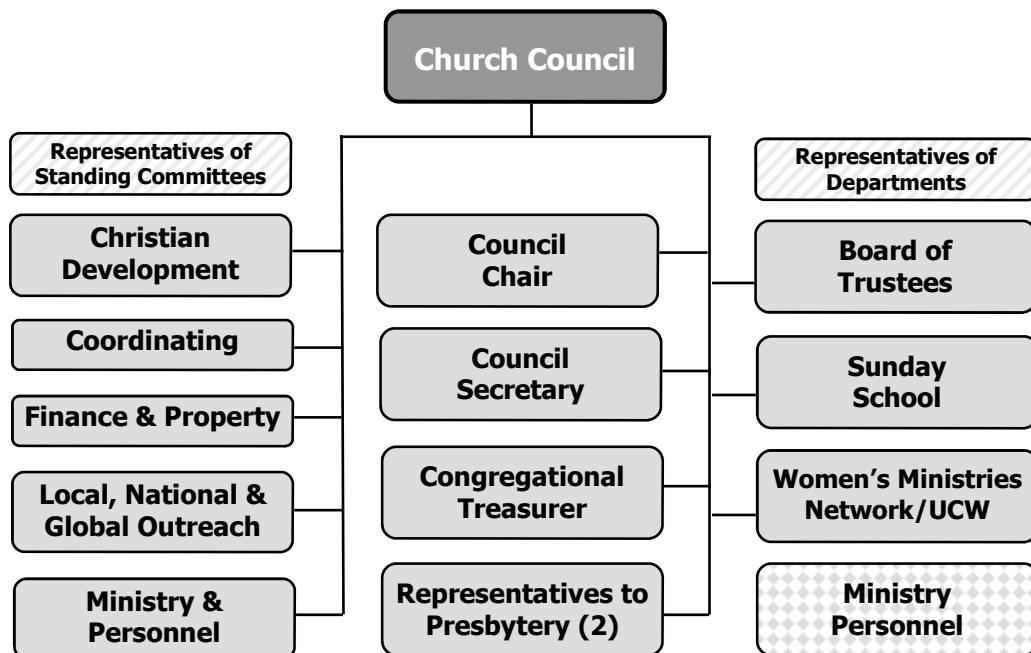 Church Council
Representatives of
Standing Committees
Christian
Development
Coordinating
Finance & Property
Local, National &
Global Outreach
Ministry &
Personnel
Council
Chair
Council
Secretary
Congregational
Treasurer
Representatives to
Presbytery (2)
Representatives of
Departments
Board of
Trustees
Sunday
School
Women’s Ministries
Network/UCW
Ministry
Personnel